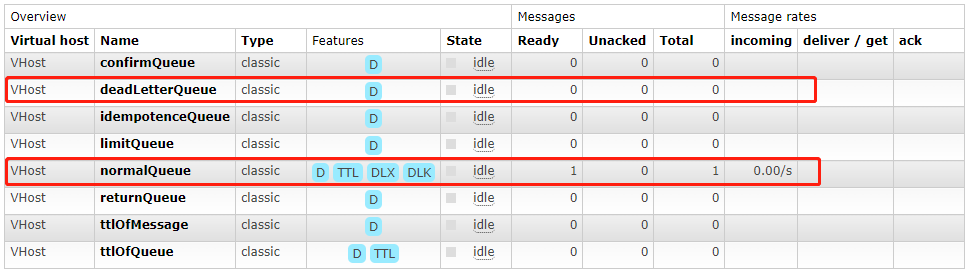 Overview Messages Message rates
Virtual host Name Type Features State Ready Unacked Total incoming deliver / get ack
VHost confirmQueue classic D idle 0 0 0
VHost deadLetterQueue classic D idle 0 0 0
VHost idempotenceQueue classic D idle 0 0 0
VHost limitQueue classic D idle 0 0 0
VHost normalQueue classic D TTL DLX DLK idle 1 0 1 0.00/s
VHost returnQueue classic D idle 0 0 0
VHost ttlOfMessage classic D idle 0 0 0
VHost ttlOfQueue classic D TTL idle 0 0 0